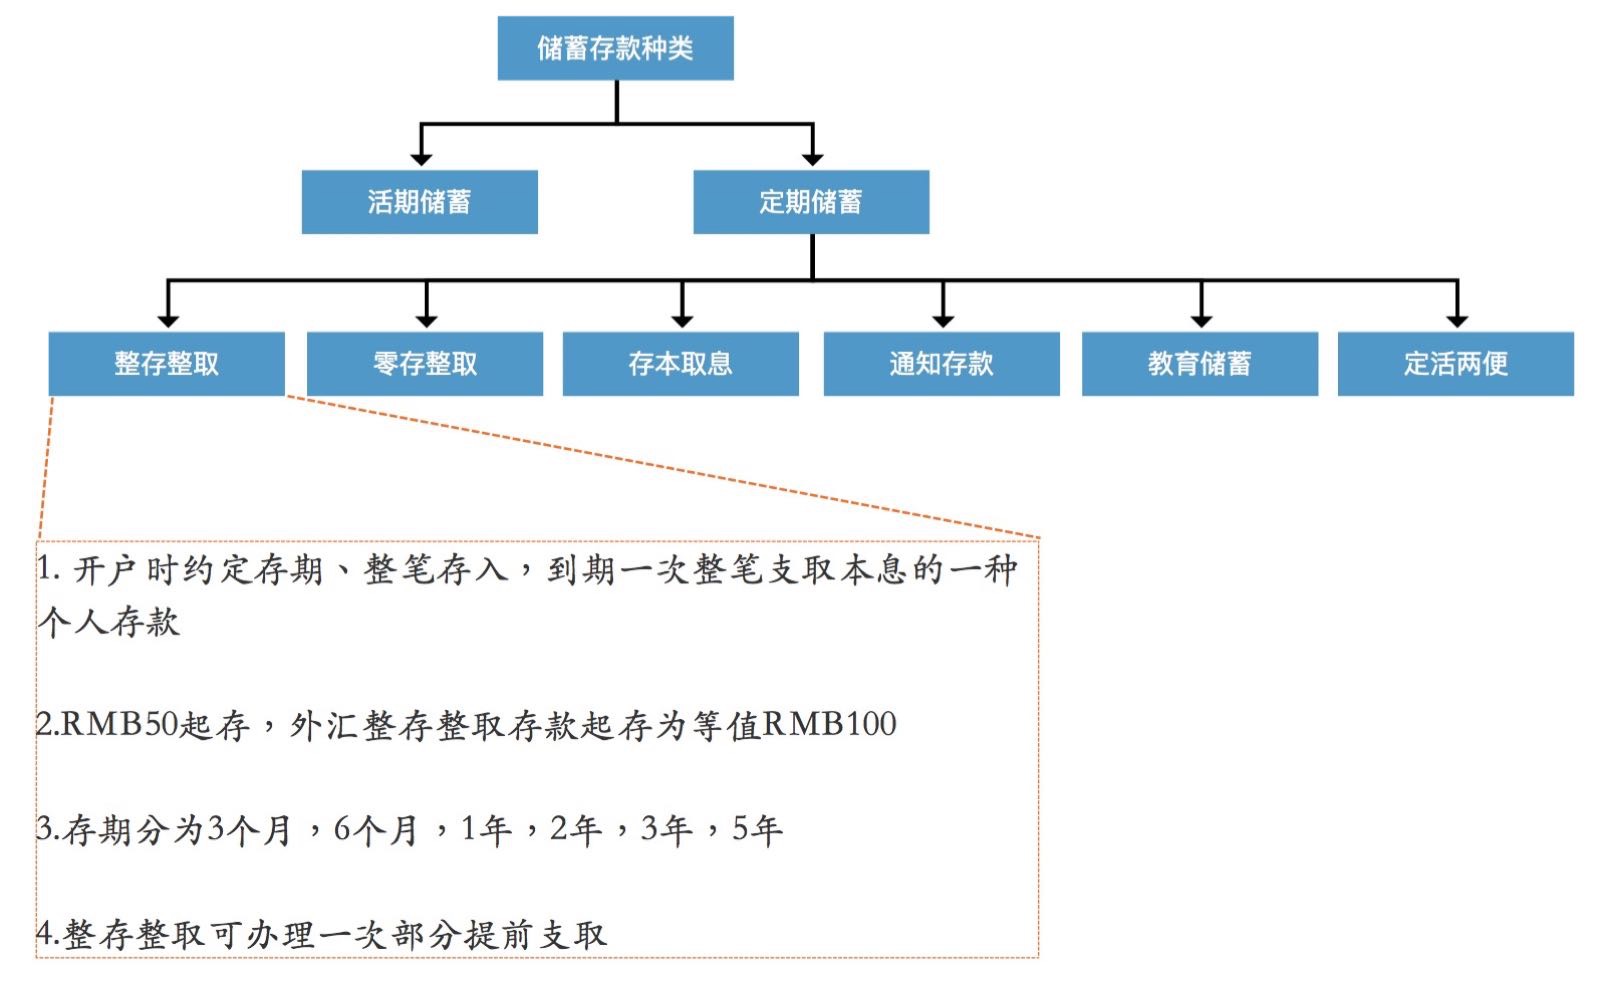 储蓄存款种类
活期储蓄
定期储蓄
整存整取
零存整取
存本取息
通知存款
教育储蓄
定活两便
1. 开户时约定存期、整笔存入，到期一次整笔支取本息的一种
个人存款
2.RMB50起存，外汇整存整取存款起存为等值RMB100
3.存期分为3个月，6个月，1年，2年，3年，5年
4.整存整取可办理一次部分提前支取